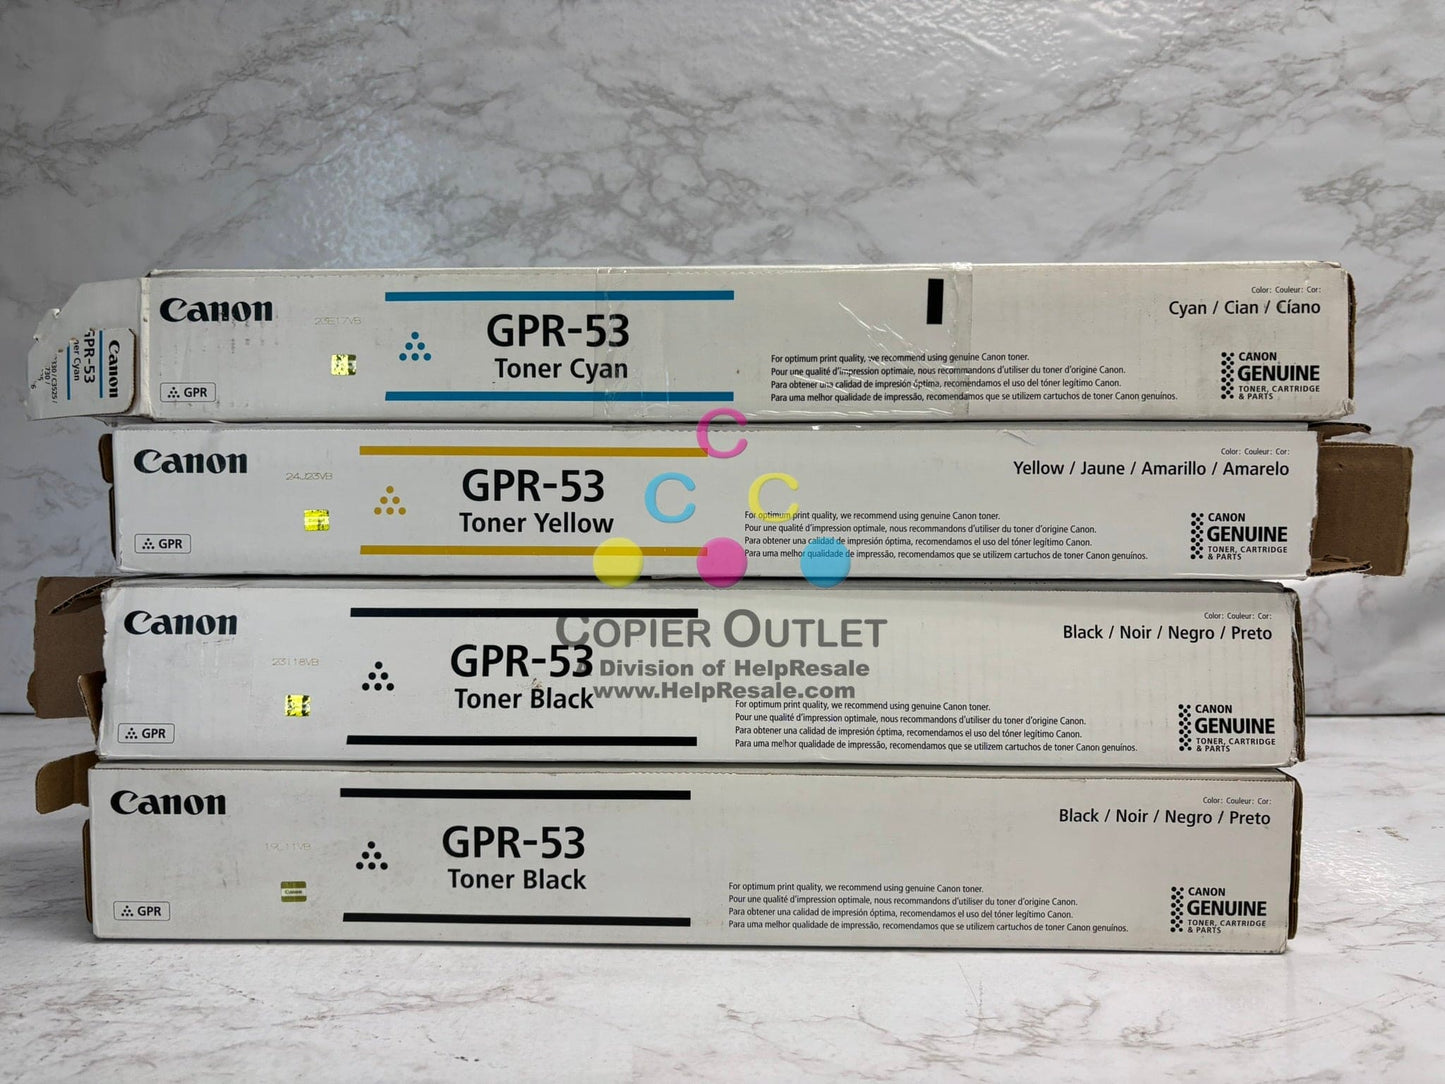 Canon
23E17VB
GPR-53
Toner Cyan
GPR
Color: Couleur: Cor:
Cyan / Cian / Cíano
For optimum print quality, we recommend using genuine Canon toner.
Pour une qualité d'impression optimale, nous recommandons d'utiliser du toner d'origine Canon.
Para obtener una calidad de impresión óptima, recomendamos el uso del tóner legítimo Canon.
Para uma melhor qualidade de impressão, recomendamos que se utilizem cartuchos de toner Canon genuínos.
CANON
GENUINE
TONER, CARTRIDGE
& PARTS
Canon
GPR-53
Toner Cyan
Canon
24J23VB
GPR-53
Toner Yellow
GPR
Color: Couleur: Cor:
Yellow / Jaune / Amarillo / Amarelo
For optimum print quality, we recommend using genuine Canon toner.
Pour une qualité d'impression optimale, nous recommandons d'utiliser du toner d'origine Canon.
Para obtener una calidad de impresión óptima, recomendamos el uso del tóner legítimo Canon.
Para uma melhor qualidade de impressão, recomendamos que se utilizem cartuchos de toner Canon genuínos.
CANON
GENUINE
TONER, CARTRIDGE
& PARTS
C
C C
COPIER OUTLET
A Division of HelpResale
www.HelpResale.com
Canon
23I18VB
GPR-53
Toner Black
GPR
Color: Couleur: Cor:
Black / Noir / Negro / Preto
For optimum print quality, we recommend using genuine Canon toner.
Pour une qualité d'impression optimale, nous recommandons d'utiliser du toner d'origine Canon.
Para obtener una calidad de impresión óptima, recomendamos el uso del tóner legítimo Canon.
Para uma melhor qualidade de impressão, recomendamos que se utilizem cartuchos de toner Canon genuínos.
CANON
GENUINE
TONER, CARTRIDGE
& PARTS
Canon
19L11VB
Canon
GPR-53
Toner Black
GPR
Color: Couleur: Cor:
Black / Noir / Negro / Preto
For optimum print quality, we recommend using genuine Canon toner.
Pour une qualité d'impression optimale, nous recommandons d'utiliser du toner d'origine Canon.
Para obtener una calidad de impresión óptima, recomendamos el uso del tóner legítimo Canon.
Para uma melhor qualidade de impressão, recomendamos que se utilizem cartuchos de toner Canon genuínos.
CANON
GENUINE
TONER, CARTRIDGE
& PARTS